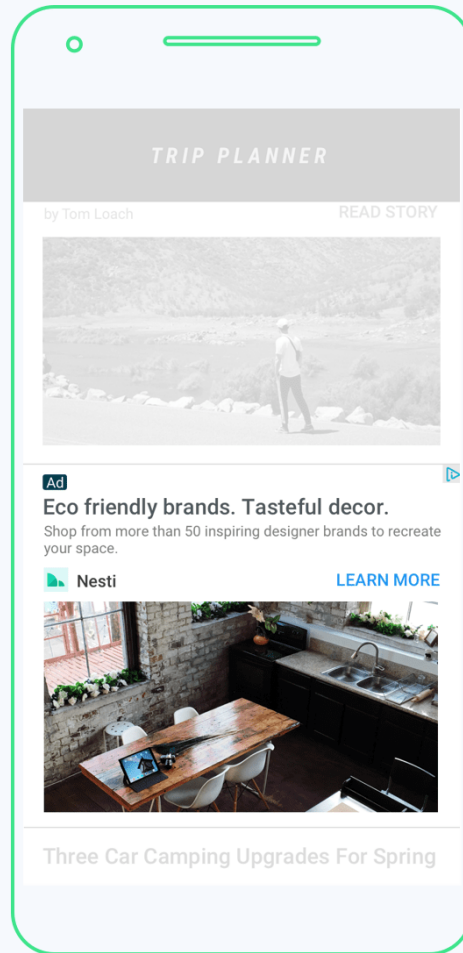 TRIP PLANNER
by Tom Loach READ STORY
Ad
Eco friendly brands. Tasteful decor.
Shop from more than 50 inspiring designer brands to recreate
your space.
Nesti LEARN MORE
Three Car Camping Upgrades For Spring